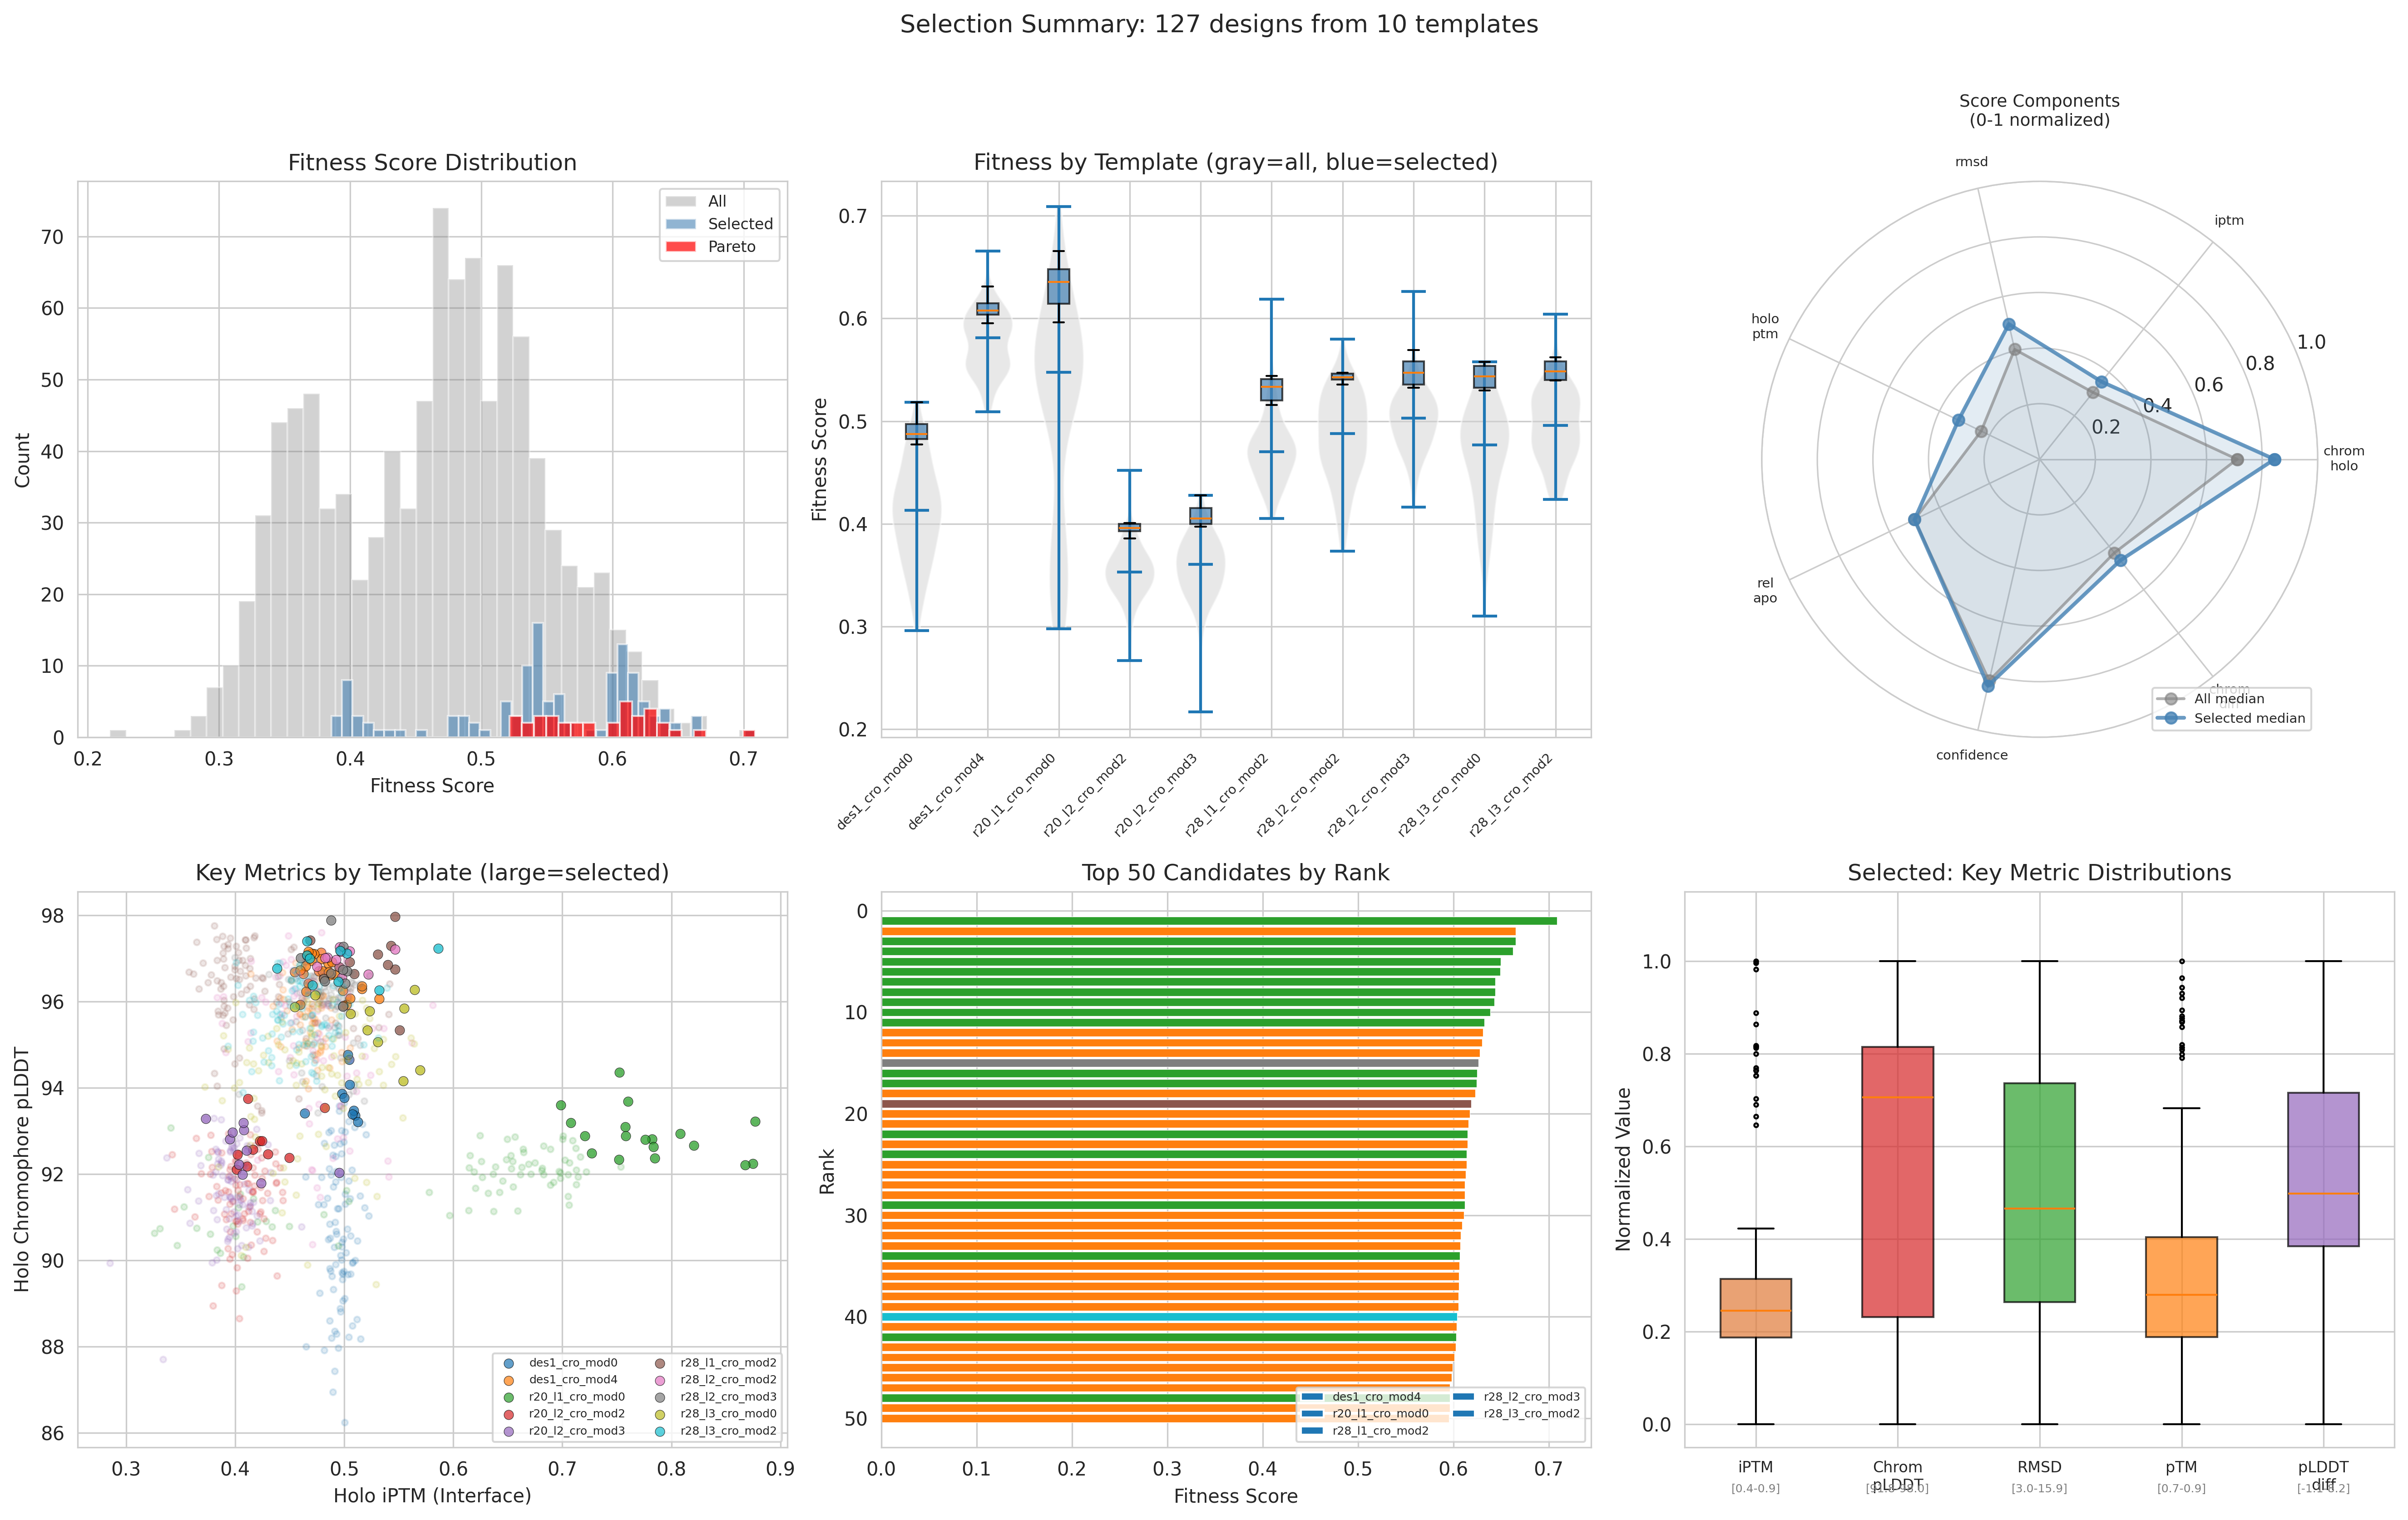 Selection Summary: 127 designs from 10 templates
Fitness Score Distribution
All
Selected
Pareto
70
60
50
40
30
20
10
0
Count
0.2
0.3
0.4
0.5
0.6
0.7
Fitness Score
Fitness by Template (gray=all, blue=selected)
0.7
0.6
0.5
0.4
0.3
0.2
Fitness Score
des1_cro_mod0
des1_cro_mod4
r20_l1_cro_mod0
r20_l2_cro_mod2
r20_l2_cro_mod3
r28_l1_cro_mod2
r28_l2_cro_mod2
r28_l2_cro_mod3
r28_l3_cro_mod0
r28_l3_cro_mod2
Score Components
(0-1 normalized)
rmsd
iptm
holo
ptm
1.0
0.8
0.6
0.4
0.2
chrom
holo
rel
apo
confidence
chrom
All median
Selected median
Key Metrics by Template (large=selected)
98
96
94
92
90
88
86
Holo Chromophore pLDDT
des1_cro_mod0
des1_cro_mod4
r20_l1_cro_mod0
r20_l2_cro_mod2
r20_l2_cro_mod3
r28_l1_cro_mod2
r28_l2_cro_mod2
r28_l2_cro_mod3
r28_l3_cro_mod0
r28_l3_cro_mod2
0.3
0.4
0.5
0.6
0.7
0.8
0.9
Holo iPTM (Interface)
Top 50 Candidates by Rank
0
10
20
30
40
50
Rank
des1_cro_mod4
r20_l1_cro_mod0
r28_l1_cro_mod2
r28_l2_cro_mod3
r28_l3_cro_mod2
0.0
0.1
0.2
0.3
0.4
0.5
0.6
0.7
Fitness Score
Selected: Key Metric Distributions
1.0
0.8
0.6
0.4
0.2
0.0
Normalized Value
iPTM
[0.4-0.9]
Chrom
pLDDT
RMSD
[3.0-15.9]
pTM
[0.7-0.9]
pLDDT
diff